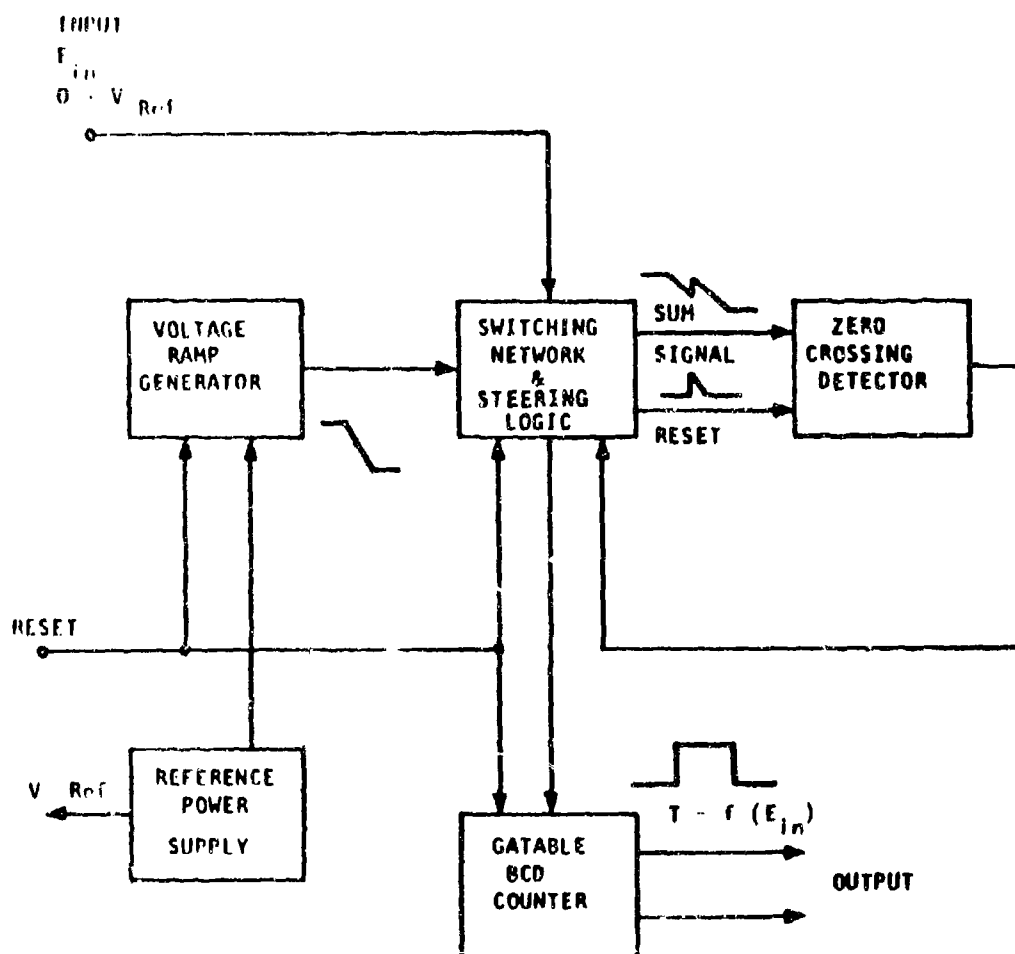 INPUT
E in
0 - V Ref
VOLTAGE
RAMP
GENERATOR
SWITCHING
NETWORK
&
STEERING
LOGIC
SUM
SIGNAL
RESET
ZERO
CROSSING
DETECTOR
RESET
V Ref
REFERENCE
POWER
SUPPLY
T - f (E in)
GATABLE
BCD
COUNTER
OUTPUT